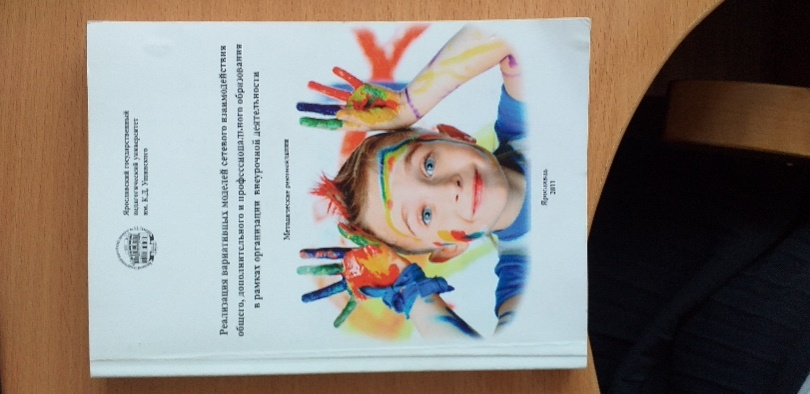 Ярославский государственный
педагогический университет
им. К.Д. Ушинского
Реализация вариативных моделей сетевого взаимодействия
общего, дополнительного и профессионального образования
в рамках организации внеурочной деятельности
Методические рекомендации
Ярославль
2011